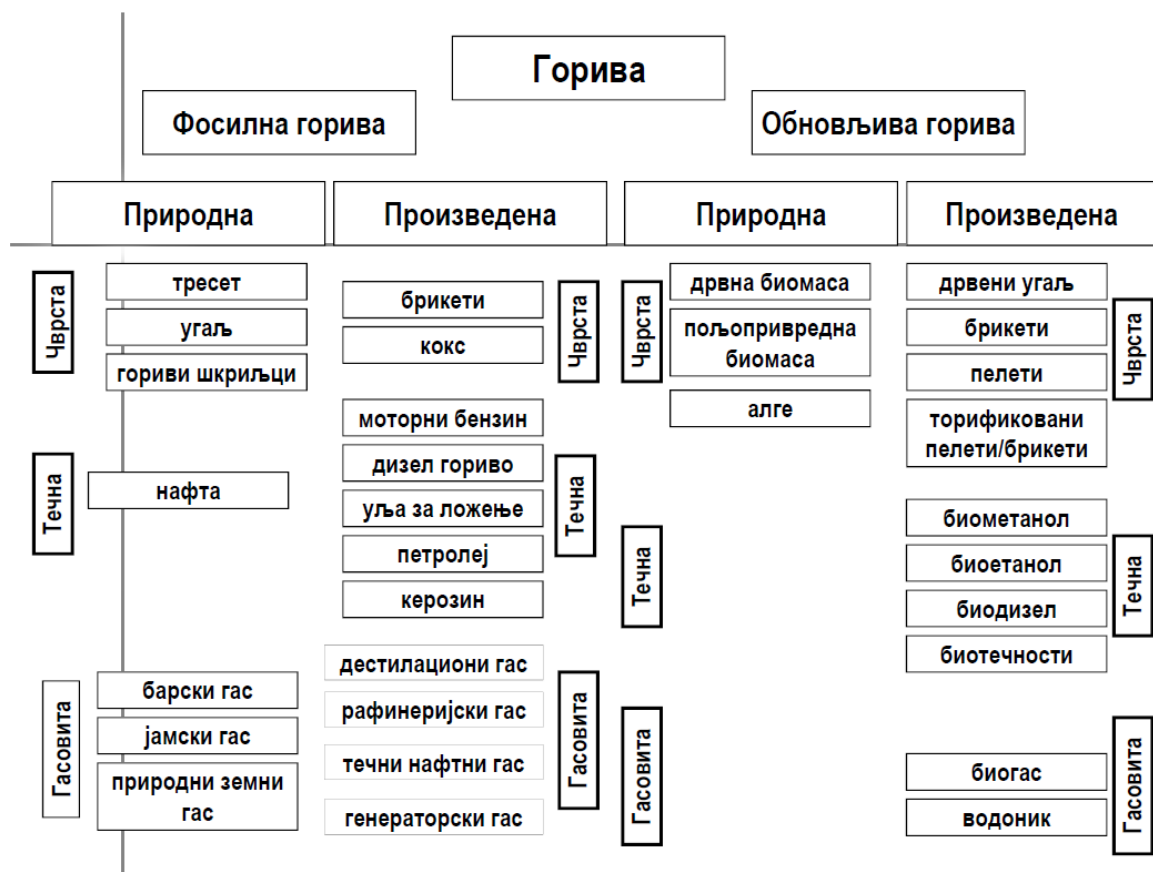 Горива
Фосилна горива
Обновљива горива
Природна
Произведена
Природна
Произведена
Чврста
тресет
угаљ
гориви шкриљци
брикети
кокс
Чврста
Чврста
дрвна биомаса
пољопривредна
биомаса
алге
дрвени угаљ
брикети
пелети
торификовани
пелети/брикети
Чврста
Течна
нафта
моторни бензин
дизел гориво
уља за ложење
петролеј
керозин
Течна
Течна
биометанол
биоетанол
биодизел
биотечности
Течна
Гасовита
барски гас
јамски гас
природни земни
гас
дестилациони гас
рафинеријски гас
течни нафтни гас
генераторски гас
Гасовита
Гасовита
биогас
водоник
Гасовита